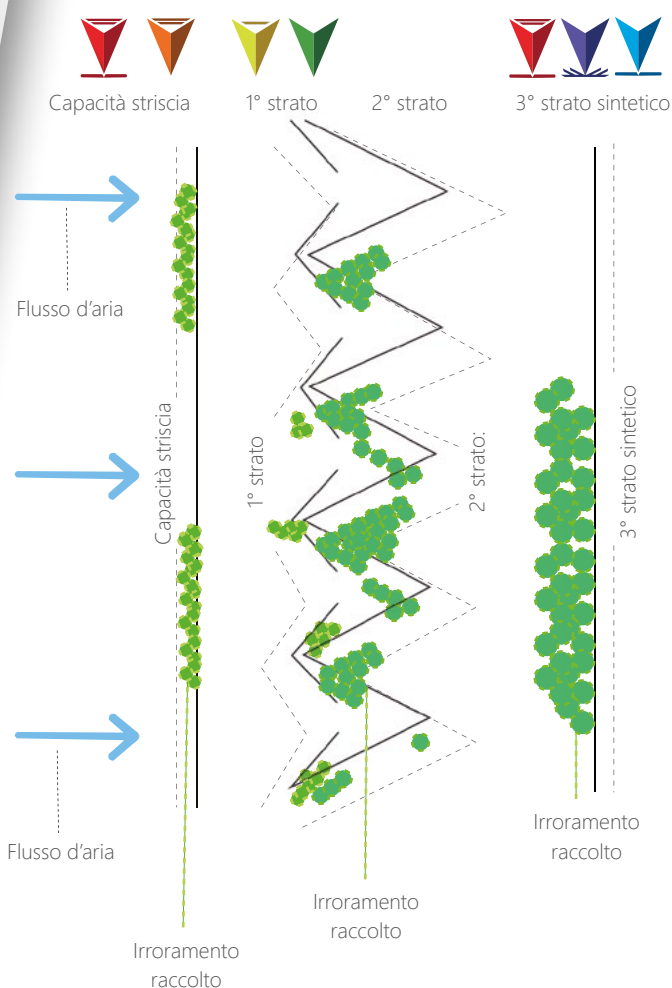 Capacità striscia
1° strato
2° strato
3° strato sintetico
Flusso d'aria
Capacità striscia
1° strato
2° strato:
3° strato sintetico
Flusso d'aria
Irroramento
raccolto
Irroramento
raccolto
Irroramento
raccolto